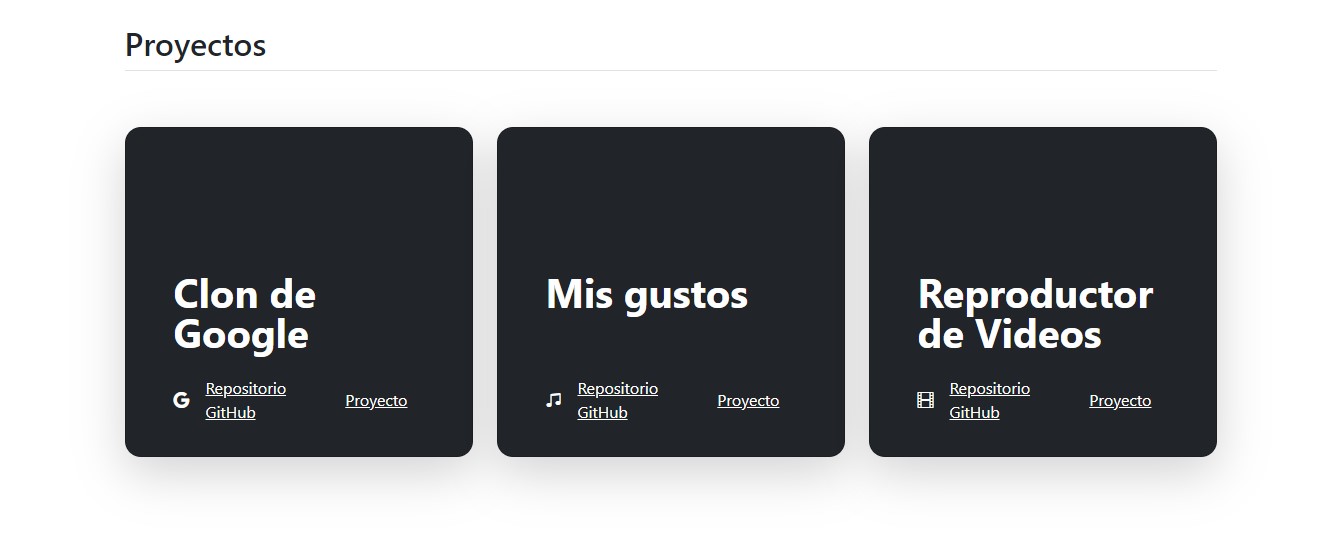 Proyectos
Clon de
Google
Repositorio
GitHub
Proyecto
Mis gustos
Repositorio
GitHub
Proyecto
Reproductor
de Videos
Repositorio
GitHub
Proyecto